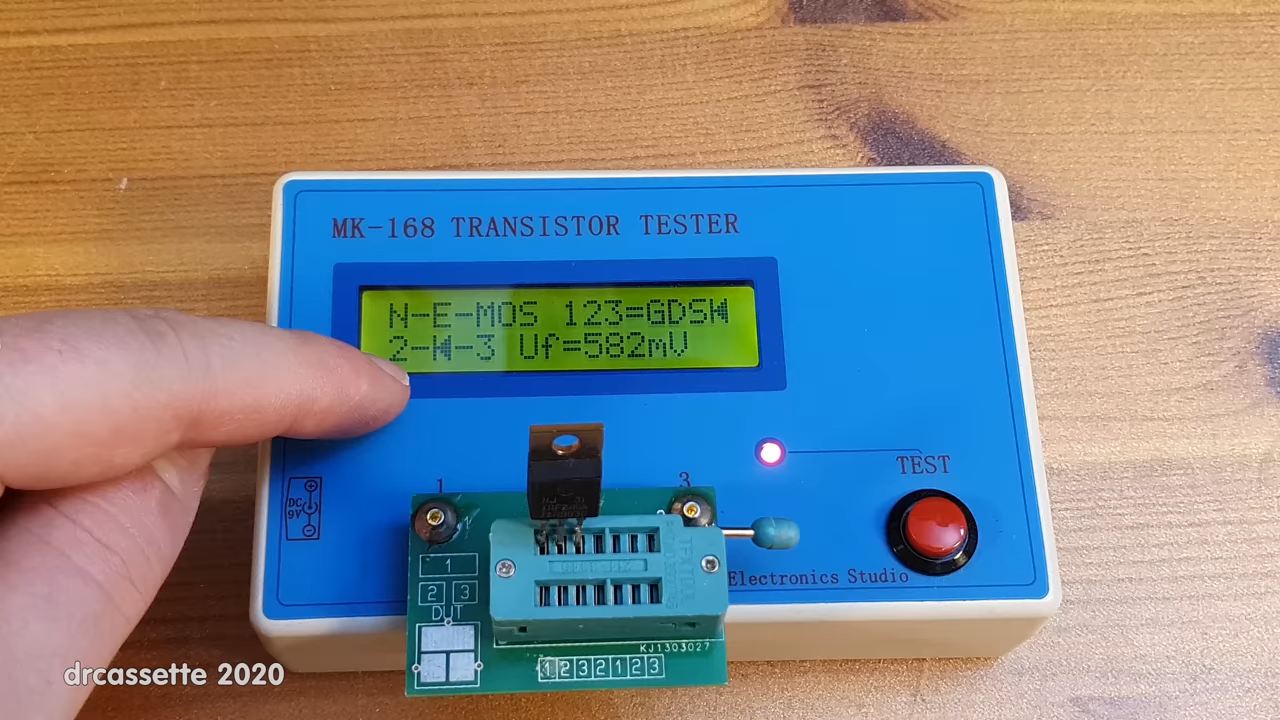 MK-168 TRANSISTOR TESTER
N-E-MOS 123=GDS
2-3 Uf=582mV
TEST
1
3
DC
9V
Electronics Studio
1
2 3
DUT
KJ1303027
1 2 3 2 1 2 3
drcassette 2020